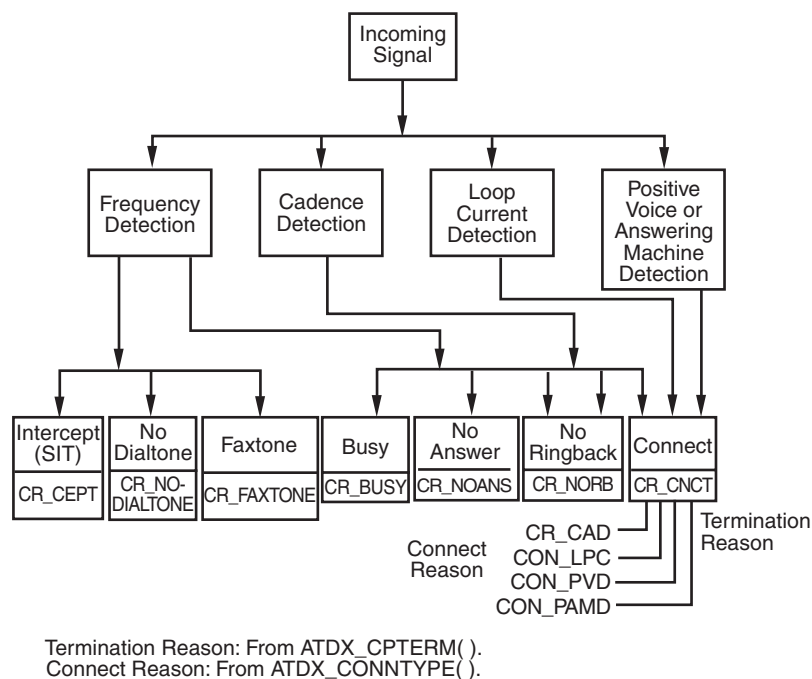 Incoming
Signal
Frequency
Detection
Cadence
Detection
Loop
Current
Detection
Positive
Voice or
Answering
Machine
Detection
Intercept
(SIT)
CR_CEPT
No
Dialtone
CR_NO-
DIALTONE
Faxtone
CR_FAXTONE
Busy
CR_BUSY
No
Answer
CR_NOANS
No
Ringback
CR_NORB
Connect
CR_CNCT
Connect
Reason
CR_CAD
CON_LPC
CON_PVD
CON_PAMD
Termination
Reason
Termination Reason: From ATDX_CPTERM( ).
Connect Reason: From ATDX_CONNTYPE( ).